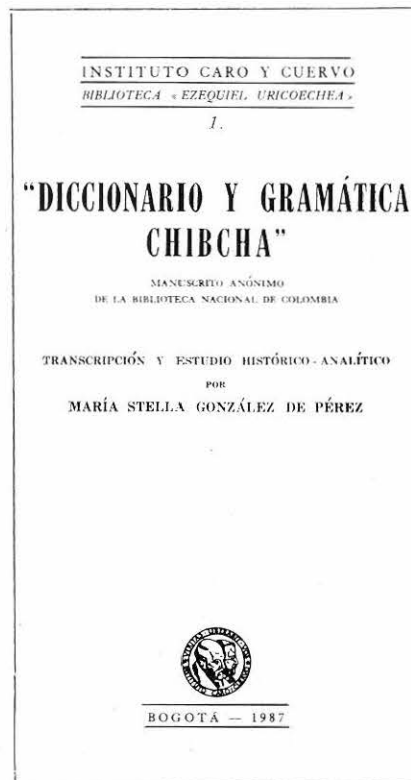 INSTITUTO CARO Y CUERVO
BIBLIOTECA «EZEQUIEL URICOECHEA»
1.
"DICCIONARIO Y GRAMÁTICA
CHIBCHA"
MANUSCRITO ANÓNIMO
DE LA BIBLIOTECA NACIONAL DE COLOMBIA
TRANSCRIPCIÓN Y ESTUDIO HISTÓRICO-ANALÍTICO
POR
MARÍA STELLA GONZÁLEZ DE PÉREZ
BOGOTÁ — 1987